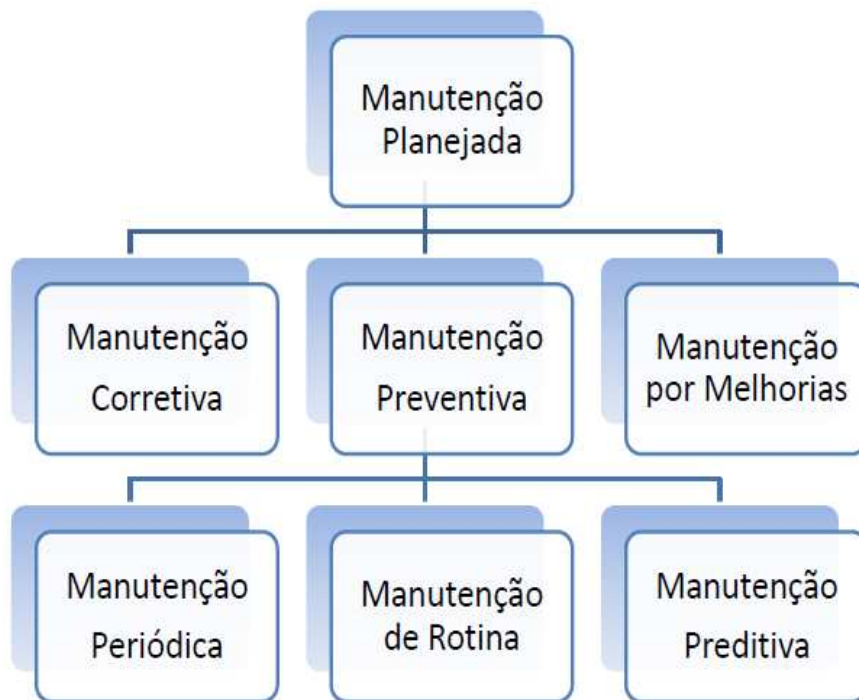 Manutenção
Planejada
Manutenção
Corretiva
Manutenção
Preventiva
Manutenção
por Melhorias
Manutenção
Periódica
Manutenção
de Rotina
Manutenção
Preditiva